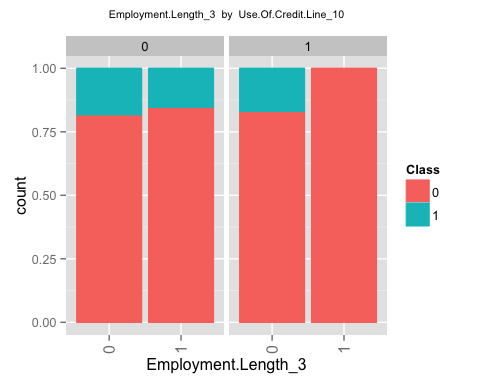 Employment.Length_3 by Use.Of.Credit.Line_10
0 1
1.00
0.75
0.50
0.25
0.00
count
0 1 0 1
Employment.Length_3
Class
0
1